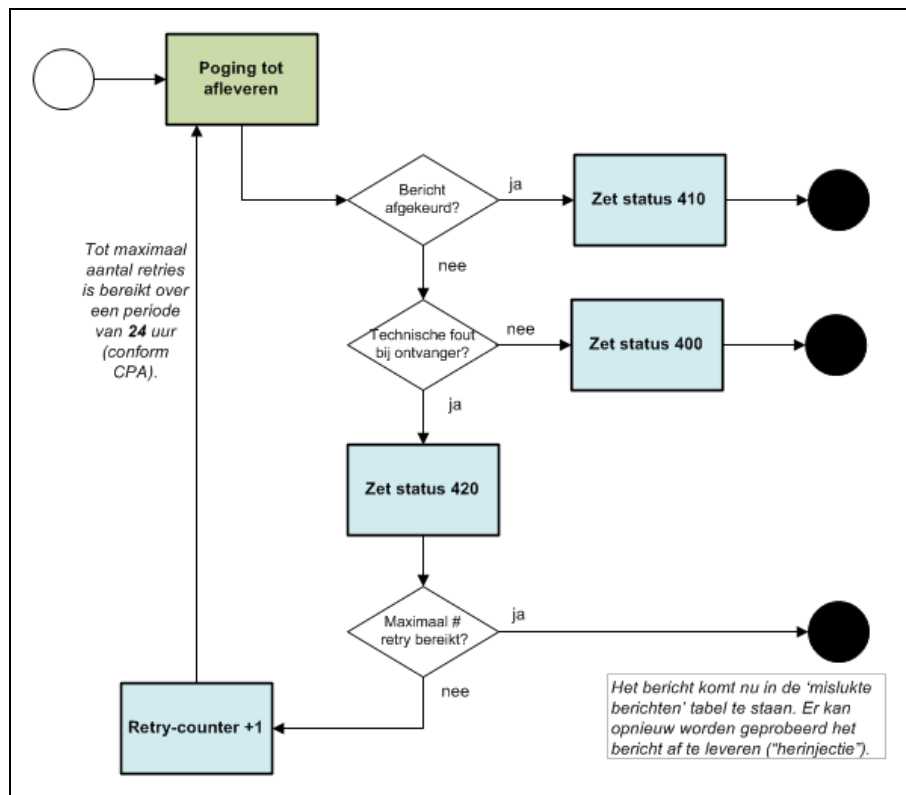 Poging tot
afleveren
Bericht
afgekeurd?
ja
Zet status 410
nee
Tot maximaal
aantal retries
is bereikt over
een periode
van 24 uur
(conform
CPA).
Technische fout
bij ontvanger?
nee
Zet status 400
ja
Zet status 420
Maximaal #
retry bereikt?
ja
nee
Retry-counter +1
Het bericht komt nu in de ‘mislukte
berichten’ tabel te staan. Er kan
opnieuw worden geprobeerd het
bericht af te leveren (“herinjectie”).